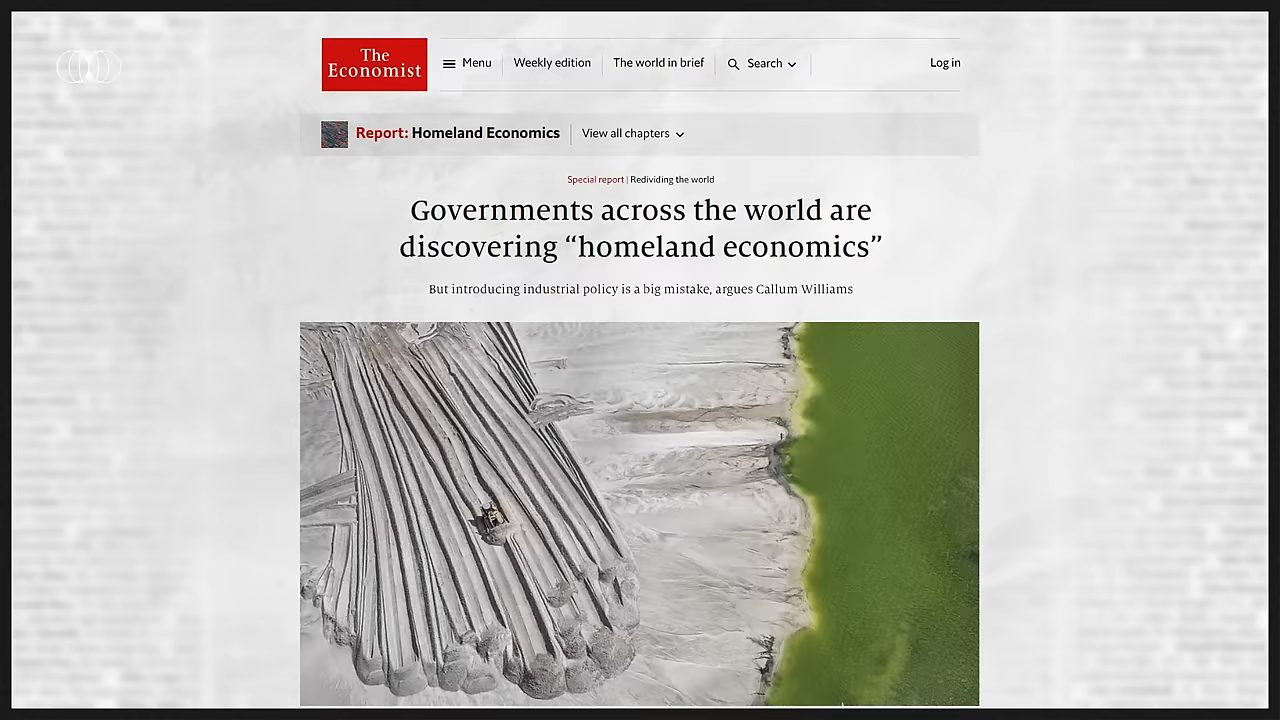 The
Economist
Menu
Weekly edition
The world in brief
Search
Log in
Report: Homeland Economics
View all chapters
Special report | Redividing the world
Governments across the world are
discovering “homeland economics”
But introducing industrial policy is a big mistake, argues Callum Williams